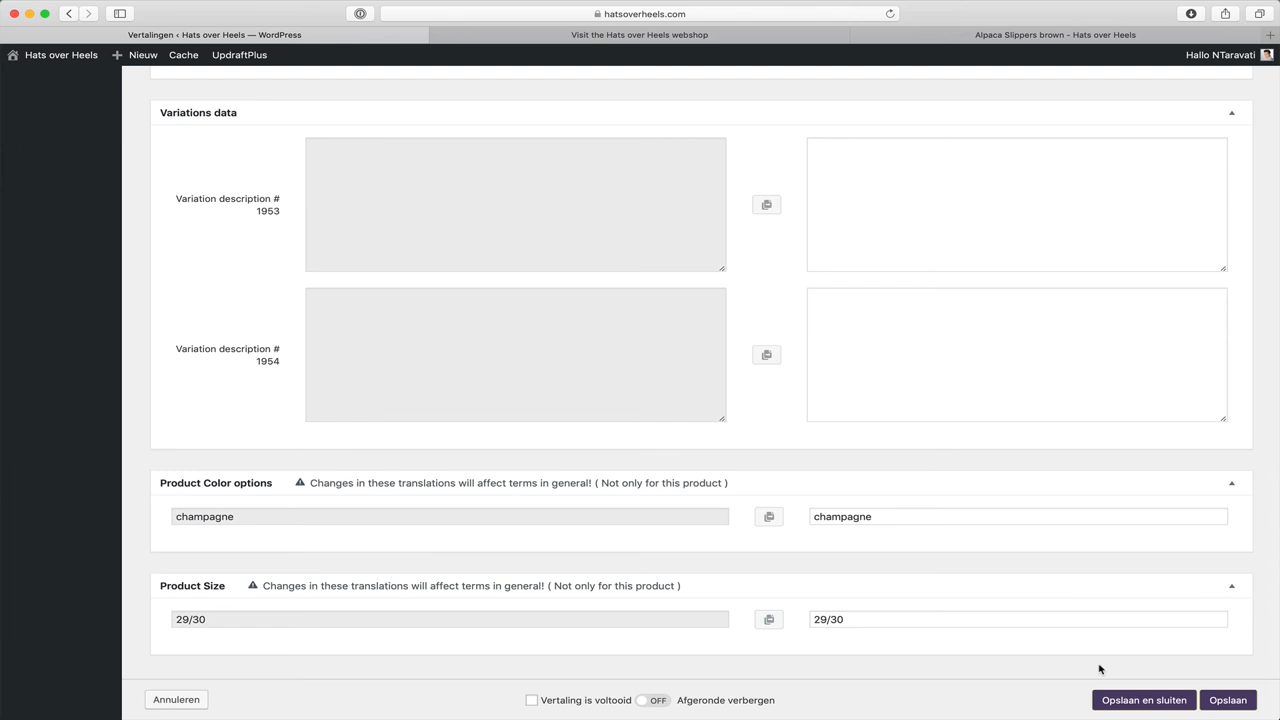 hatsoverheels.com
Vertalingen ‹ Hats over Heels — WordPress
Visit the Hats over Heels webshop
Alpaca Slippers brown - Hats over Heels
Hats over Heels
Nieuw
Cache
UpdraftPlus
Hallo NTaravati
Variations data
Variation description #
1953
Variation description #
1954
Product Color options
Changes in these translations will affect terms in general! ( Not only for this product )
champagne
champagne
Product Size
Changes in these translations will affect terms in general! ( Not only for this product )
29/30
29/30
Annuleren
Vertaling is voltooid
OFF
Afgeronde verbergen
Opslaan en sluiten
Opslaan